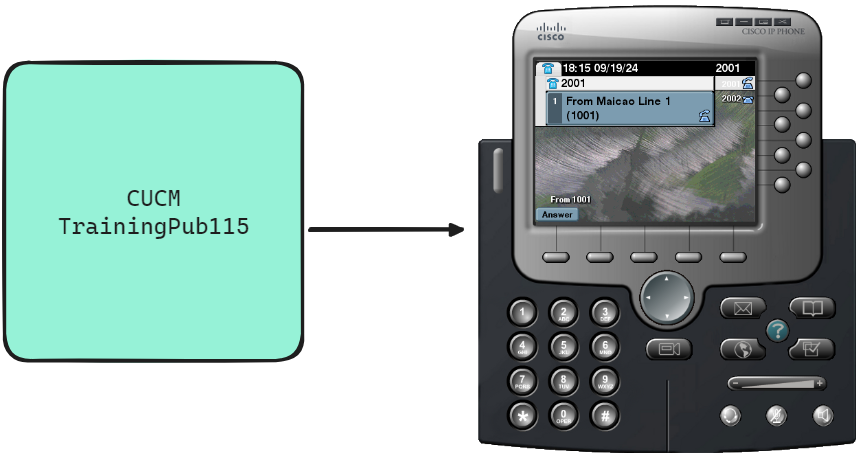 CUCM
TrainingPub115
CISCO
CISCO IP PHONE
18:15 09/19/24 2001
2001 2001
1 From Maicao Line 1
(1001)
2002
From 1001
Answer
1 2 ABC 3 DEF
4 GHI 5 JKL 6 MNO
7 PQRS 8 TUV 9 WXYZ
* 0 OPER #
?
- +